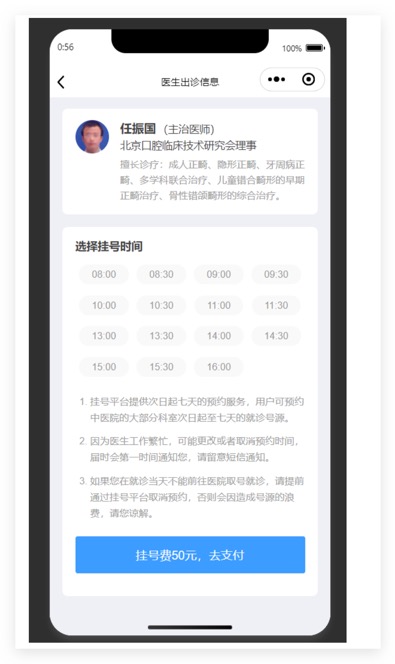 0:56
100%
医生出诊信息
任振国（主治医师）
北京口腔临床技术研究会理事
擅长诊疗：成人正畸、隐形正畸、牙周病正
畸、多学科联合治疗、儿童错合畸形的早期
正畸治疗、骨性错颌畸形的综合治疗。
选择挂号时间
08:00 08:30 09:00 09:30
10:00 10:30 11:00 11:30
13:00 13:30 14:00 14:30
15:00 15:30 16:00
1. 挂号平台提供次日起七天的预约服务，用户可预约
中医院的大部分科室次日起至七天的就诊号源。
2. 因为医生工作繁忙，可能更改或者取消预约时间，
届时会第一时间通知您，请留意短信通知。
3. 如果您在就诊当天不能前往医院取号就诊，请提前
通过挂号平台取消预约，否则会因造成号源的浪
费，请您谅解。
挂号费50元，去支付